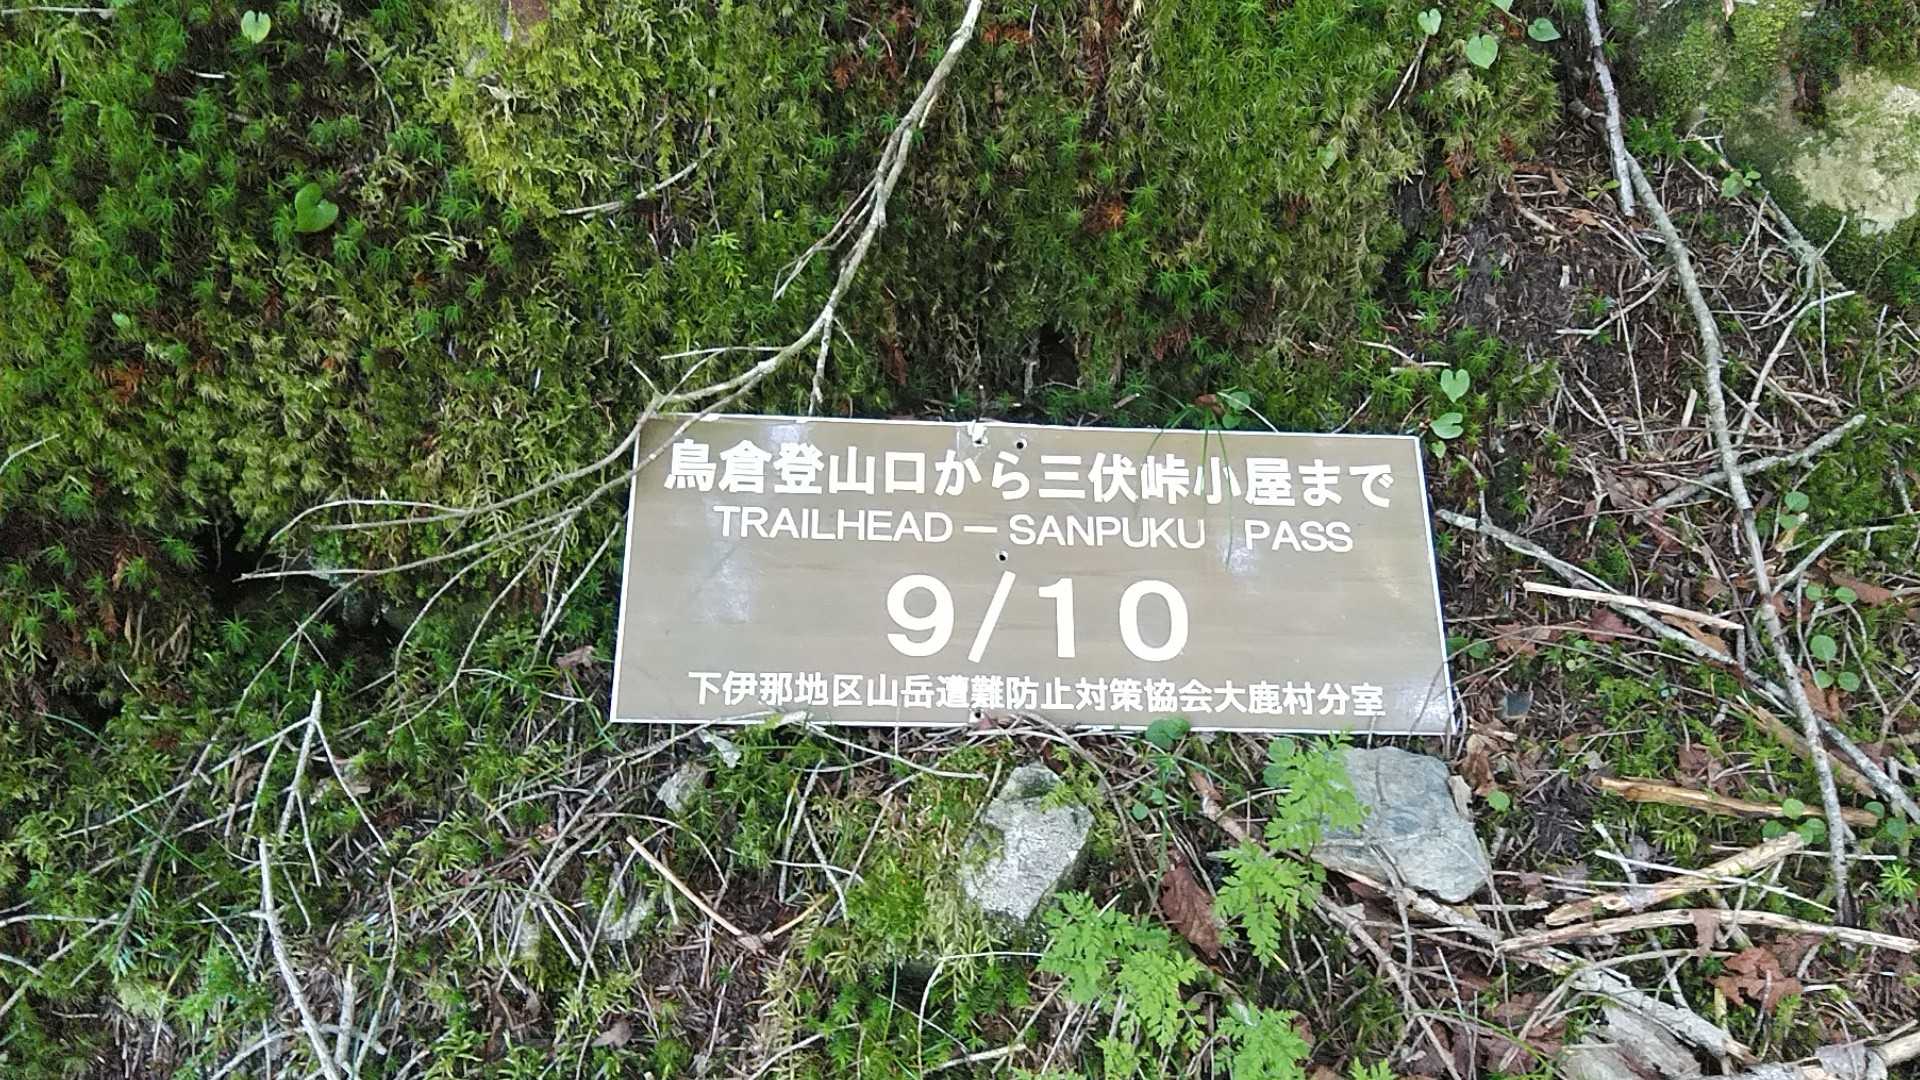 鳥倉登山口から三伏峠小屋まで
TRAILHEAD － SANPUKU PASS
9/10
下伊那地区山岳遭難防止対策協会大鹿村分室